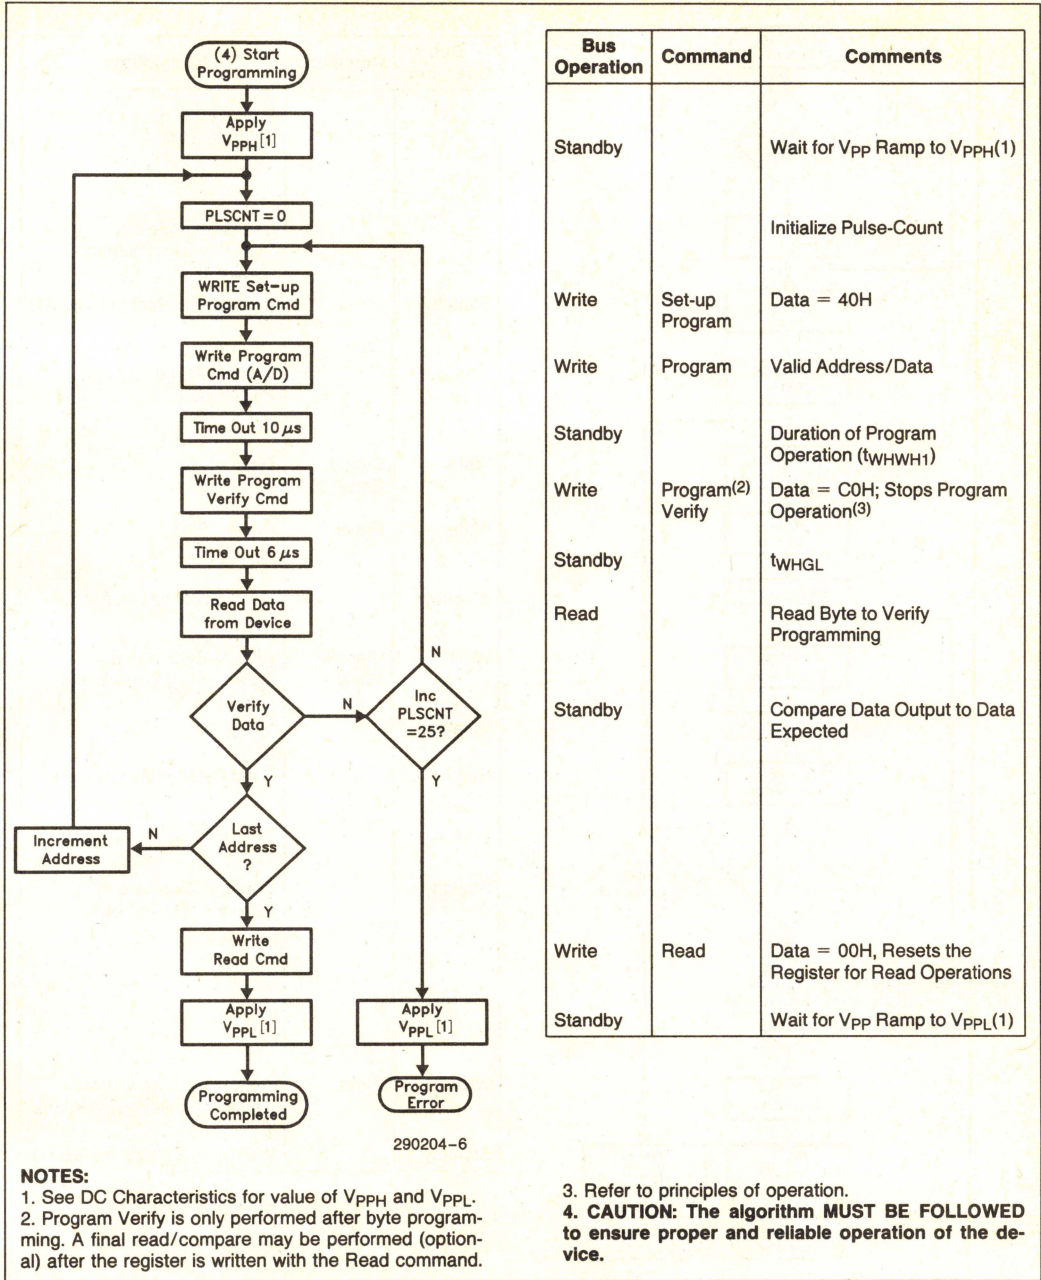 (4) Start
Programming
Apply
VPPH[1]
PLSCNT = 0
WRITE Set-up
Program Cmd
Write Program
Cmd (A/D)
Time Out 10 μs
Write Program
Verify Cmd
Time Out 6 μs
Read Data
from Device
Verify
Data
N
Inc
PLSCNT
=25?
N
Y
Y
Last
Address
?
N
Increment
Address
Y
Write
Read Cmd
Apply
VPPL[1]
Programming
Completed
Apply
VPPL[1]
Program
Error
290204-6
Bus
Operation
Command
Comments
Standby
Wait for VPP Ramp to VPPH(1)
Initialize Pulse-Count
Write
Set-up
Program
Data = 40H
Write
Program
Valid Address/Data
Standby
Duration of Program
Operation (tWHWH1)
Write
Program(2)
Verify
Data = C0H; Stops Program
Operation(3)
Standby
tWHGL
Read
Read Byte to Verify
Programming
Standby
Compare Data Output to Data
Expected
Write
Read
Data = 00H, Resets the
Register for Read Operations
Standby
Wait for VPP Ramp to VPPL(1)
NOTES:
1. See DC Characteristics for value of VPPH and VPPL.
2. Program Verify is only performed after byte program-
ming. A final read/compare may be performed (option-
al) after the register is written with the Read command.
3. Refer to principles of operation.
4. CAUTION: The algorithm MUST BE FOLLOWED
to ensure proper and reliable operation of the de-
vice.